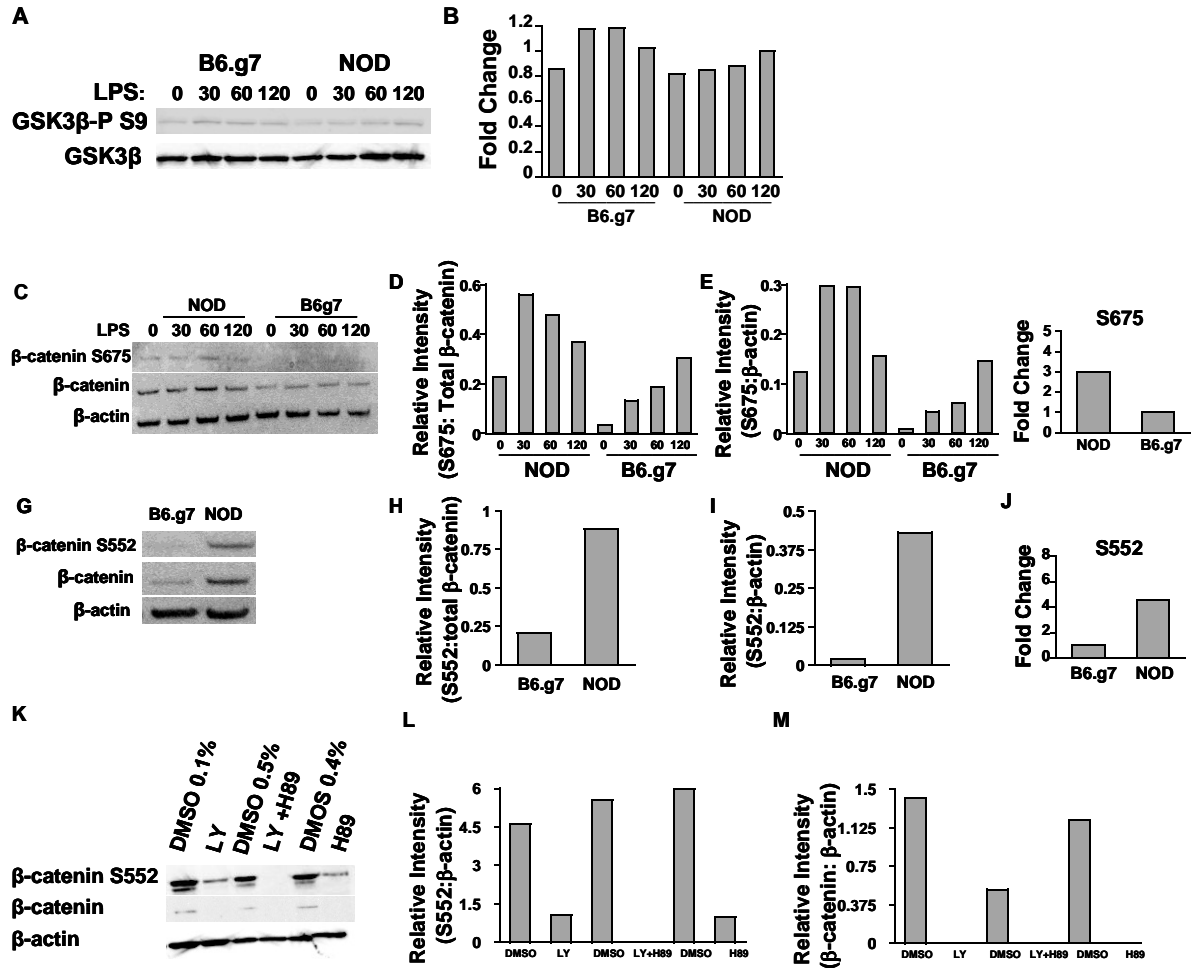 A
B6.g7 NOD
LPS: 0 30 60 120 0 30 60 120
GSK3β-P S9
GSK3β
B
Fold Change
1.2
1
0.8
0.6
0.4
0.2
0
0 30 60 120 0 30 60 120
B6.g7 NOD
C
NOD B6g7
LPS 0 30 60 120 0 30 60 120
β-catenin S675
β-catenin
β-actin
D
Relative Intensity
(S675: Total β-catenin)
0.6
0.4
0.2
0
0 30 60 120 0 30 60 120
NOD B6.g7
E
Relative Intensity
(S675:β-actin)
0.3
0.2
0.1
0
0 30 60 120 0 30 60 120
NOD B6.g7
S675
Fold Change
5
4
3
2
1
0
NOD B6.g7
G
B6.g7 NOD
β-catenin S552
β-catenin
β-actin
H
Relative Intensity
(S552:total β-catenin)
1
0.75
0.5
0.25
0
B6.g7 NOD
I
Relative Intensity
(S552:β-actin)
0.5
0.375
0.25
0.125
0
B6.g7 NOD
J
S552
Fold Change
8
6
4
2
0
B6.g7 NOD
K
DMSO 0.1%
LY
DMSO 0.5%
LY +H89
DMOS 0.4%
H89
β-catenin S552
β-catenin
β-actin
L
Relative Intensity
(S552:β-actin)
6
4.5
3
1.5
0
DMSO LY DMSO LY+H89 DMSO H89
M
Relative Intensity
(β-catenin: β-actin)
1.5
1.125
0.75
0.375
0
DMSO LY DMSO LY+H89 DMSO H89